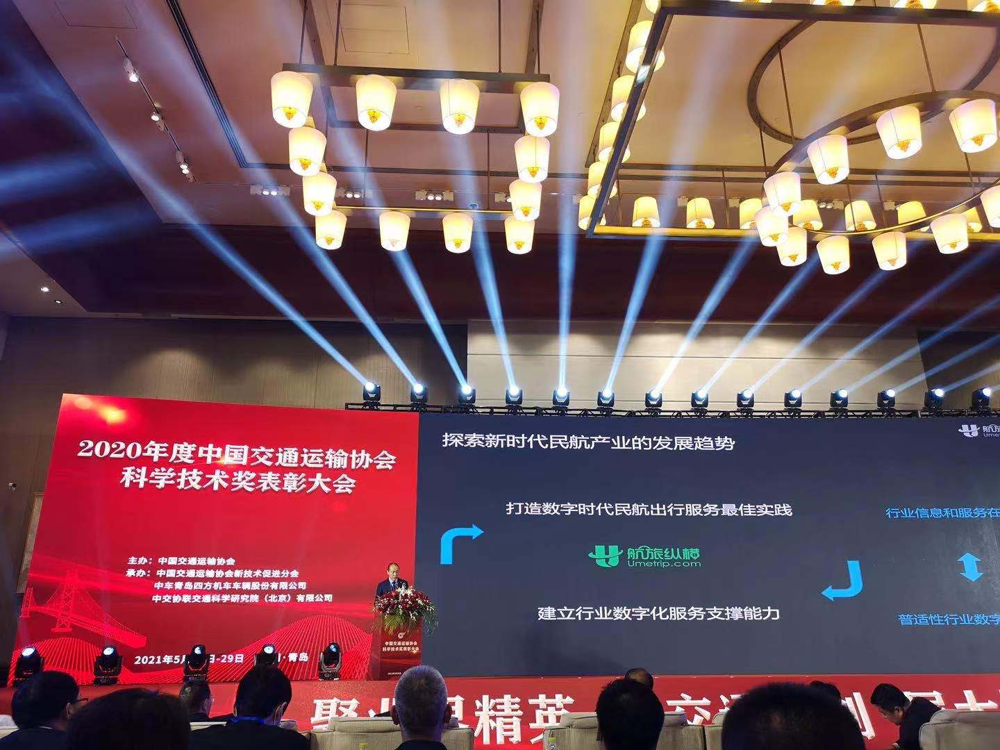 2020年度中国交通运输协会
科学技术奖表彰大会
主办：中国交通运输协会
承办：中国交通运输协会新技术促进分会
中车青岛四方机车车辆股份有限公司
中交协联交通科学研究院（北京）有限公司
2021年5月
-29日
·青岛
探索新时代民航产业的发展趋势
航旅
Umet
打造数字时代民航出行服务最佳实践
航旅纵横
Umetrip.com
建立行业数字化服务支撑能力
行业信息和服务在
普适性行业数字
中国交通运输协会
科学技术奖表彰大会
聚
精英
交